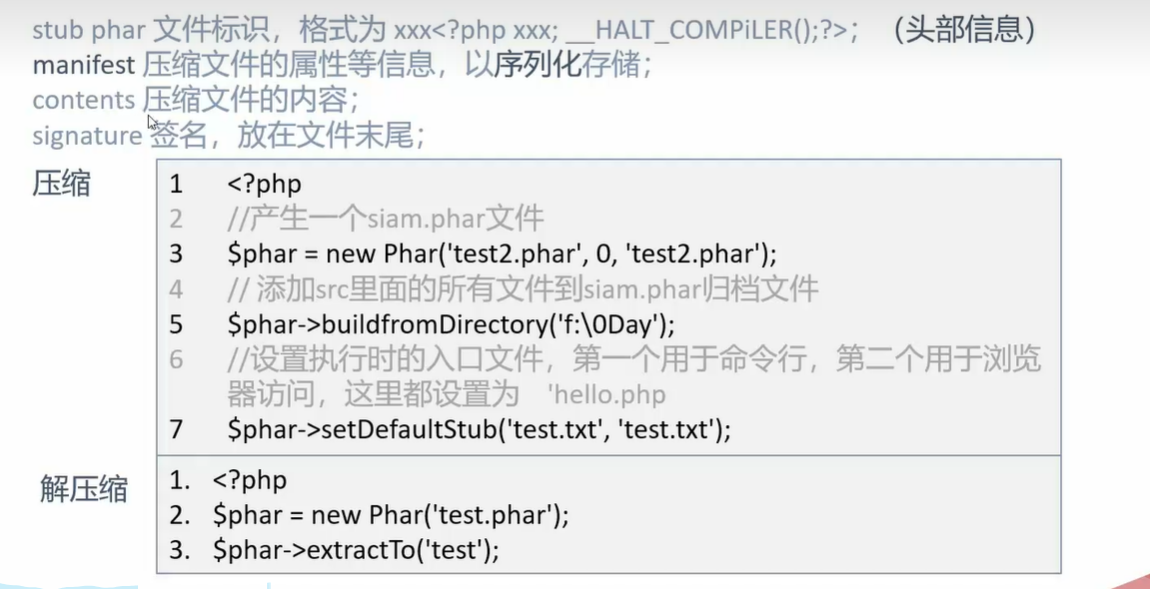 stub phar 文件标识，格式为 xxx<?php xxx; __HALT_COMPiLER();?>； （头部信息）
manifest 压缩文件的属性等信息，以序列化存储；
contents 压缩文件的内容；
signature 签名，放在文件末尾；
压缩
1 <?php
2 //产生一个siam.phar文件
3 $phar = new Phar('test2.phar', 0, 'test2.phar');
4 // 添加src里面的所有文件到siam.phar归档文件
5 $phar->buildfromDirectory('f:\0Day');
6 //设置执行时的入口文件，第一个用于命令行，第二个用于浏览
器访问，这里都设置为 'hello.php
7 $phar->setDefaultStub('test.txt', 'test.txt');
解压缩
1. <?php
2. $phar = new Phar('test.phar');
3. $phar->extractTo('test');